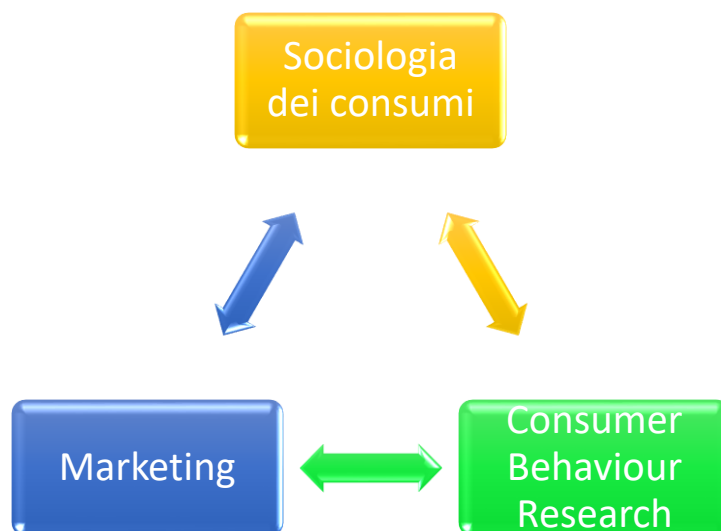 Sociologia
dei consumi
Marketing
Consumer
Behaviour
Research